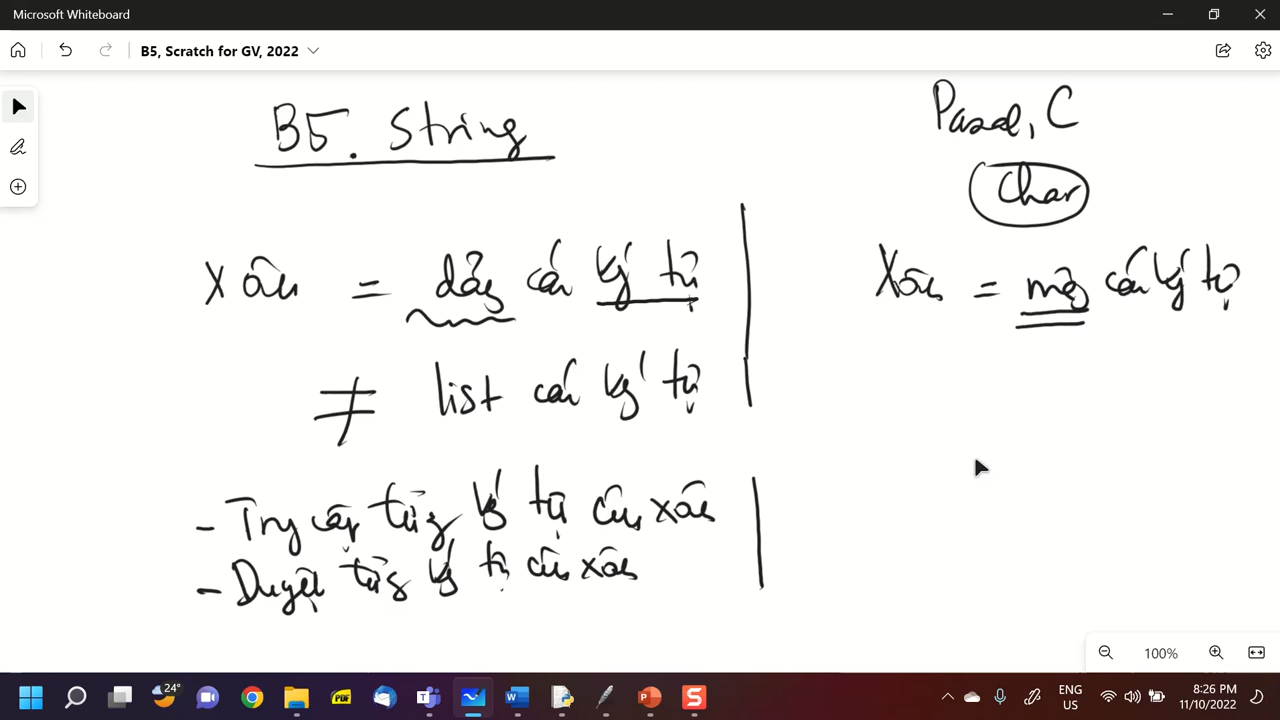 Microsoft Whiteboard
B5, Scratch for GV, 2022
B5. String
Pascal, C
Char
Xâu = dãy các ký tự
≠ list các ký tự
Xâu = mảng các ký tự
- Truy cập từng ký tự của xâu
- Duyệt từng ký tự của xâu
100%
24°
PDF
ENG
US
8:26 PM
11/10/2022